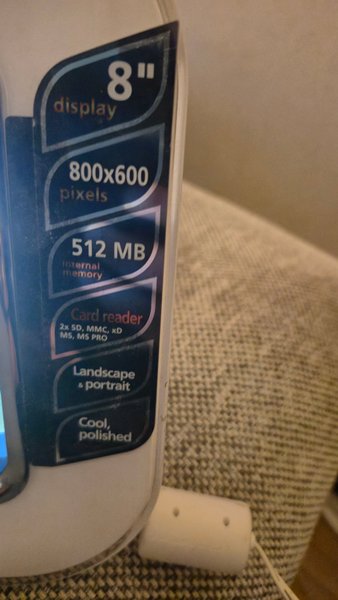 8"
display
800x600
pixels
512 MB
internal
memory
Card reader
2x SD, MMC, xD
MS, MS PRO
Landscape
& portrait
Cool,
polished